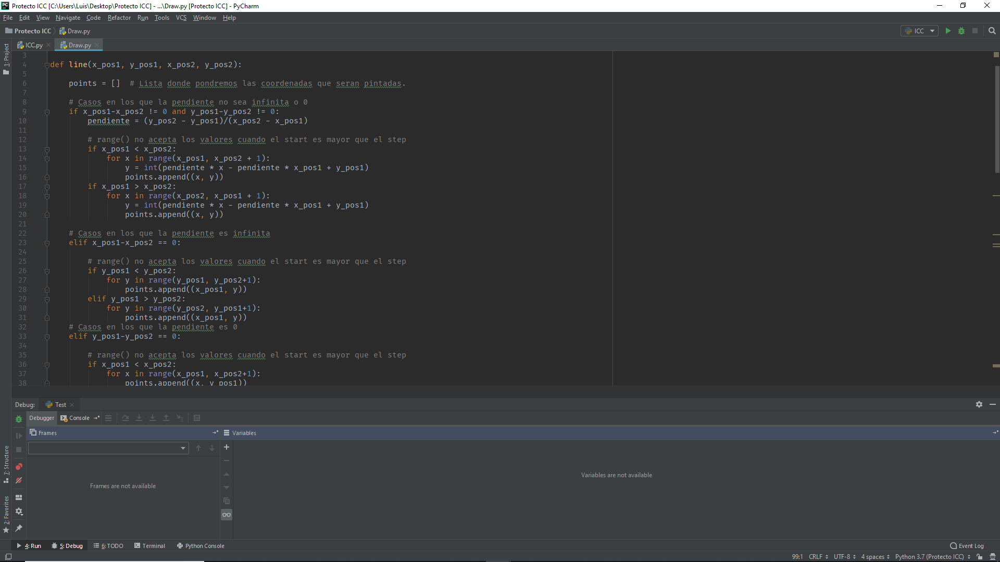 Protecto ICC [C:\Users\Luis\Desktop\Protecto ICC] - ...\Draw.py [Protecto ICC] - PyCharm
File Edit View Navigate Code Refactor Run Tools VCS Window Help
Protecto ICC Draw.py ICC
ICC.py Draw.py
1: Project
3
4 def line(x_pos1, y_pos1, x_pos2, y_pos2):
5
6 points = [] # Lista donde pondremos las coordenadas que seran pintadas.
7
8 # Casos en los que la pendiente no sea infinita o 0
9 if x_pos1-x_pos2 != 0 and y_pos1-y_pos2 != 0:
10 pendiente = (y_pos2 - y_pos1)/(x_pos2 - x_pos1)
11
12 # range() no acepta los valores cuando el start es mayor que el step
13 if x_pos1 < x_pos2:
14 for x in range(x_pos1, x_pos2 + 1):
15 y = int(pendiente * x - pendiente * x_pos1 + y_pos1)
16 points.append((x, y))
17 if x_pos1 > x_pos2:
18 for x in range(x_pos2, x_pos1 + 1):
19 y = int(pendiente * x - pendiente * x_pos1 + y_pos1)
20 points.append((x, y))
21
22 # Casos en los que la pendiente es infinita
23 elif x_pos1-x_pos2 == 0:
24
25 # range() no acepta los valores cuando el start es mayor que el step
26 if y_pos1 < y_pos2:
27 for y in range(y_pos1, y_pos2+1):
28 points.append((x_pos1, y))
29 elif y_pos1 > y_pos2:
30 for y in range(y_pos2, y_pos1+1):
31 points.append((x_pos1, y))
32 # Casos en los que la pendiente es 0
33 elif y_pos1-y_pos2 == 0:
34
35 # range() no acepta los valores cuando el start es mayor que el step
36 if x_pos1 < x_pos2:
37 for x in range(x_pos1, x_pos2+1):
38 points.append((x, y_pos1))
Debug: Test
Debugger Console
Frames Variables
7: Structure
Frames are not available
Variables are not available
2: Favorites
4: Run 5: Debug 6: TODO Terminal Python Console Event Log
99:1 CRLF UTF-8 4 spaces Python 3.7 (Protecto ICC)